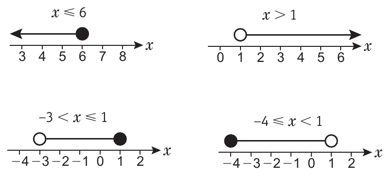 x ≤ 6
x
3 4 5 6 7 8
x > 1
x
0 1 2 3 4 5 6
-3 < x ≤ 1
x
-4 -3 -2 -1 0 1 2
-4 ≤ x < 1
x
-4 -3 -2 -1 0 1 2